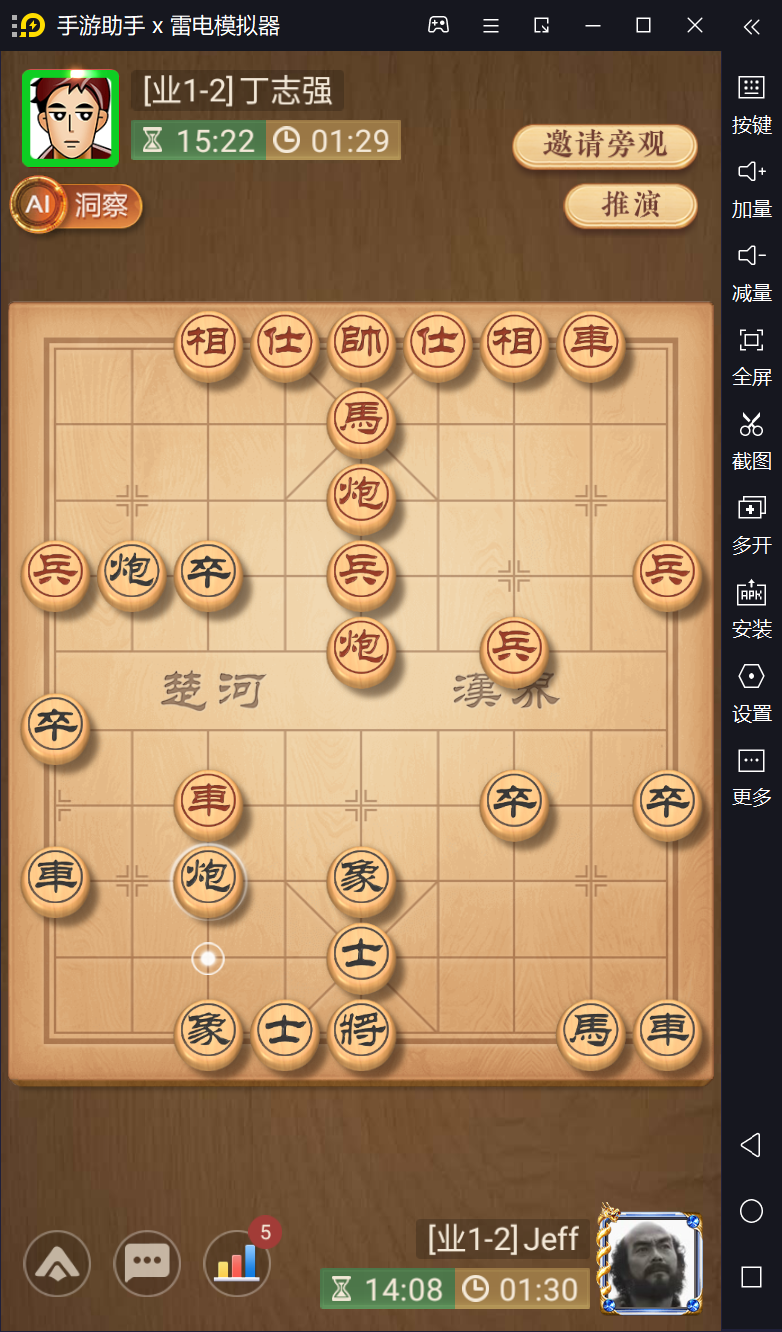 手游助手 x 雷电模拟器
[业1-2]丁志强
15:22 01:29
邀请旁观
AI 洞察
推演
相仕帥仕相車
馬
炮
兵炮卒兵兵
炮兵
楚河 漢界
卒
車卒卒
車炮象
士
象士將馬車
[业1-2]Jeff
5
14:08 01:30
按键
加量
减量
全屏
截图
多开
APK
安装
设置
更多